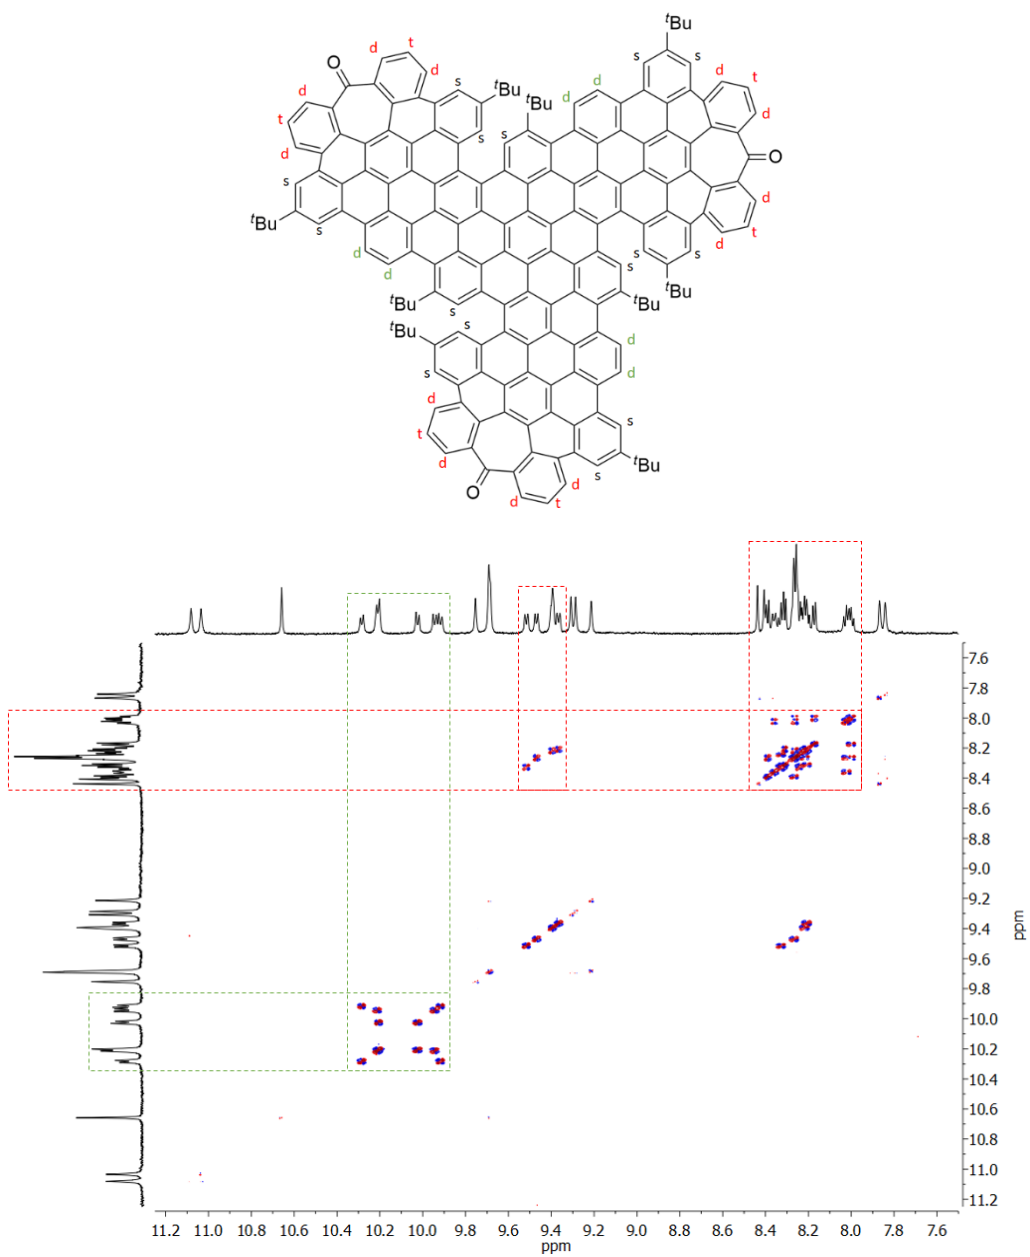 ᵗBu
d t
s s
O d d t
s
ᵗBu d
d ᵗBu d d
t s s
d O
s
d
ᵗBu s t
d s s d
d s
ᵗBu
ᵗBu s ᵗBu
ᵗBu s d
s d
d s
t
d ᵗBu
s
O d
d t
7.6
7.8
8.0
8.2
8.4
8.6
8.8
9.0
9.2
9.4
9.6
9.8
10.0
10.2
10.4
10.6
10.8
11.0
11.2
ppm
11.2 11.0 10.8 10.6 10.4 10.2 10.0 9.8 9.6 9.4 9.2 9.0 8.8 8.6 8.4 8.2 8.0 7.8 7.6
ppm